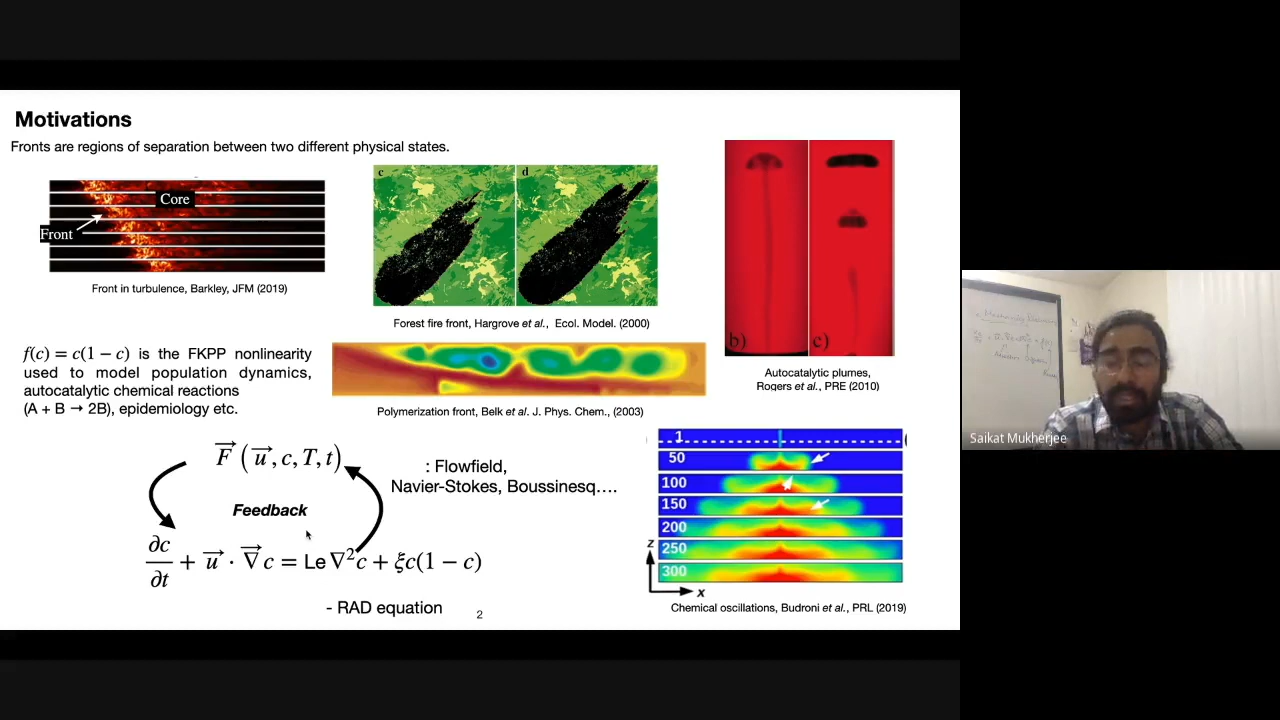 Motivations
Fronts are regions of separation between two different physical states.
Core
Front
Front in turbulence, Barkley, JFM (2019)
c
d
Forest fire front, Hargrove et al., Ecol. Model. (2000)
b)
c)
Autocatalytic plumes,
Rogers et al., PRE (2010)
f(c) = c(1 − c) is the FKPP nonlinearity
used to model population dynamics,
autocatalytic chemical reactions
(A + B → 2B), epidemiology etc.
Polymerization front, Belk et al. J. Phys. Chem., (2003)
F⃗ (u⃗, c, T, t)
: Flowfield,
Navier-Stokes, Boussinesq....
Feedback
∂c/∂t + u⃗ · ∇⃗c = Le ∇²c + ξc(1 − c)
- RAD equation
2
1
50
100
150
200
250
300
z
x
Chemical oscillations, Budroni et al., PRL (2019)
Saikat Mukherjee